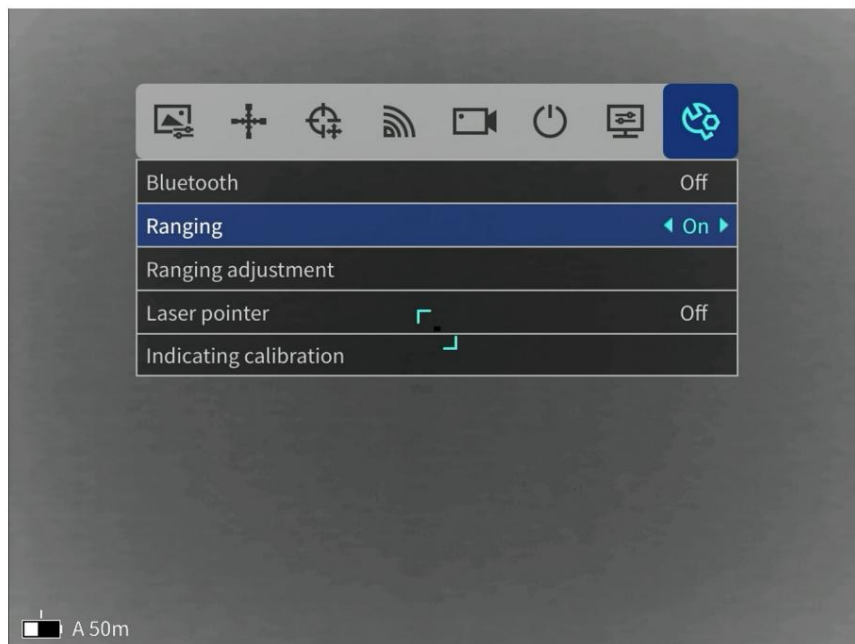 Bluetooth Off
Ranging On
Ranging adjustment
Laser pointer Off
Indicating calibration
A 50m